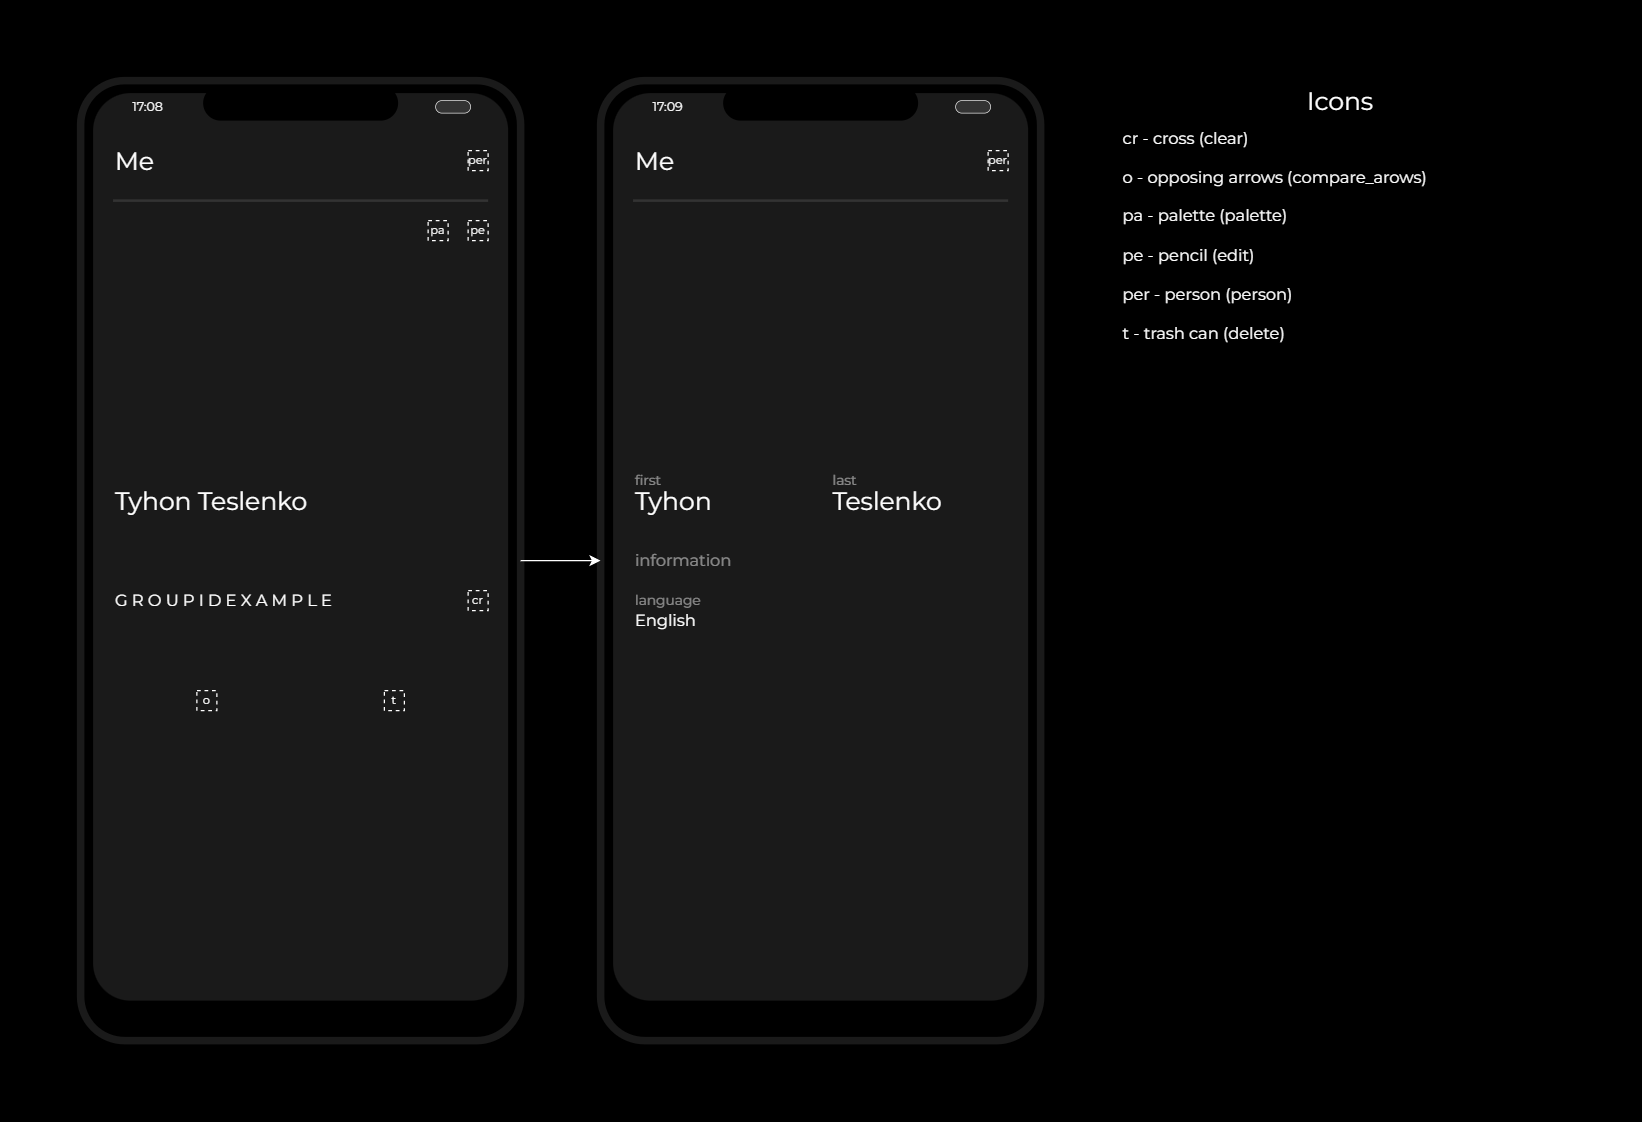 17:08
Me
per
pa pe
Tyhon Teslenko
GROUPIDEXAMPLE
cr
o t
17:09
Me
per
first last
Tyhon Teslenko
information
language
English
Icons
cr - cross (clear)
o - opposing arrows (compare_arows)
pa - palette (palette)
pe - pencil (edit)
per - person (person)
t - trash can (delete)